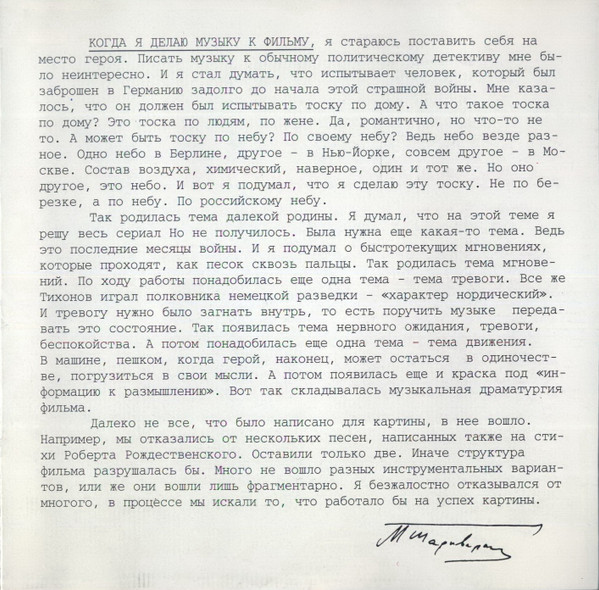 КОГДА Я ДЕЛАЮ МУЗЫКУ К ФИЛЬМУ, я стараюсь поставить себя на
место героя. Писать музыку к обычному политическому детективу мне бы-
ло неинтересно. И я стал думать, что испытывает человек, который был
заброшен в Германию задолго до начала этой страшной войны. Мне каза-
лось, что он должен был испытывать тоску по дому. А что такое тоска
по дому? Это тоска по людям, по жене. Да, романтично, но что-то не
то. А может быть тоску по небу? По своему небу? Ведь небо везде раз-
ное. Одно небо в Берлине, другое - в Нью-Йорке, совсем другое - в Мо-
скве. Состав воздуха, химический, наверное, один и тот же. Но оно
другое, это небо. И вот я подумал, что я сделаю эту тоску. Не по бе-
резке, а по небу. По российскому небу.
Так родилась тема далекой родины. Я думал, что на этой теме я
решу весь сериал Но не получилось. Была нужна еще какая-то тема. Ведь
это последние месяцы войны. И я подумал о быстротекущих мгновениях,
которые проходят, как песок сквозь пальцы. Так родилась тема мгнове-
ний. По ходу работы понадобилась еще одна тема - тема тревоги. Все же
Тихонов играл полковника немецкой разведки - «характер нордический».
И тревогу нужно было загнать внутрь, то есть поручить музыке передa-
вать это состояние. Так появилась тема нервного ожидания, тревоги,
беспокойства. А потом понадобилась еще одна тема - тема движения.
В машине, пешком, когда герой, наконец, может остаться в одиночест-
ве, погрузиться в свои мысли. А потом появилась еще и краска под «ин-
формацию к размышлению». Вот так складывалась музыкальная драматургия
фильма.
Далеко не все, что было написано для картины, в нее вошло.
Например, мы отказались от нескольких песен, написанных также на сти-
хи Роберта Рождественского. Оставили только две. Иначе структура
фильма разрушалась бы. Много не вошло разных инструментальных вариан-
тов, или же они вошли лишь фрагментарно. Я безжалостно отказывался от
многого, в процессе мы искали то, что работало бы на успех картины.